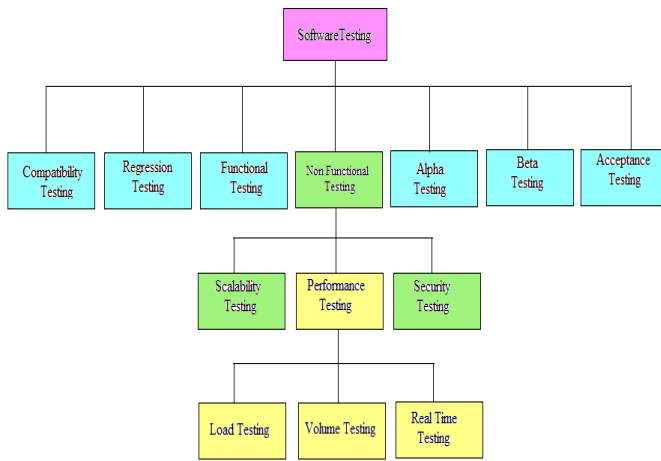 SoftwareTesting
Compatibility
Testing
Regression
Testing
Functional
Testing
Non Functional
Testing
Alpha
Testing
Beta
Testing
Acceptance
Testing
Scalability
Testing
Performance
Testing
Security
Testing
Load Testing
Volume Testing
Real Time
Testing